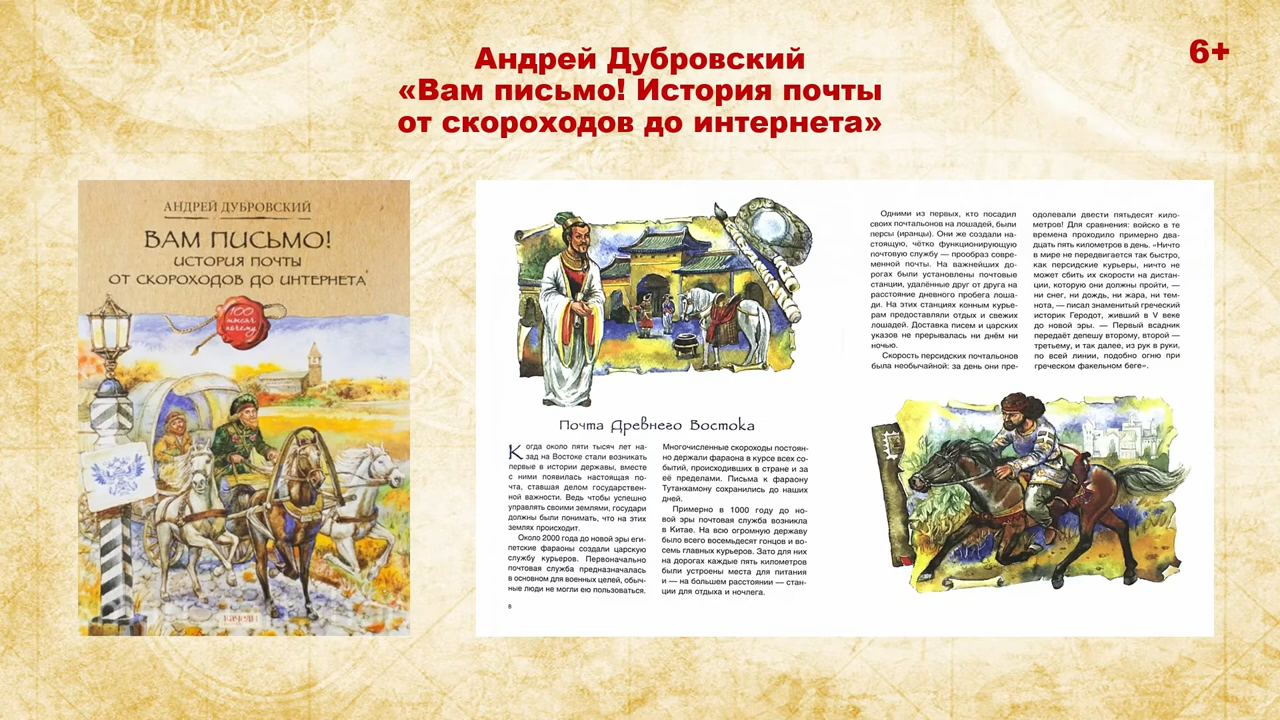 Андрей Дубровский
«Вам письмо! История почты
от скороходов до интернета»
6+
АНДРЕЙ ДУБРОВСКИЙ
ВАМ ПИСЬМО!
ИСТОРИЯ ПОЧТЫ
ОТ СКОРОХОДОВ ДО ИНТЕРНЕТА
100
тысяч
почему
качели
Почта Древнего Востока
Когда около пяти тысяч лет на-
зад на Востоке стали возникать
первые в истории державы, вместе
с ними появилась настоящая по-
чта, ставшая делом государствен-
ной важности. Ведь чтобы успешно
управлять своими землями, государи
должны были понимать, что на этих
землях происходит.
Около 2000 года до новой эры еги-
петские фараоны создали царскую
службу курьеров. Первоначально
почтовая служба предназначалась
в основном для военных целей, обыч-
ные люди не могли ею пользоваться.
8
Многочисленные скороходы постоян-
но держали фараона в курсе всех со-
бытий, происходивших в стране и за
её пределами. Письма к фараону
Тутанхамону сохранились до наших
дней.
Примерно в 1000 году до но-
вой эры почтовая служба возникла
в Китае. На всю огромную державу
было всего восемьдесят гонцов и во-
семь главных курьеров. Зато для них
на дорогах каждые пять километров
были устроены места для питания
и — на большем расстоянии — стан-
ции для отдыха и ночлега.
Одними из первых, кто посадил
своих почтальонов на лошадей, были
персы (иранцы). Они же создали на-
стоящую, чётко функционирующую
почтовую службу — прообраз совре-
менной почты. На важнейших до-
рогах были установлены почтовые
станции, удалённые друг от друга на
расстояние дневного пробега лоша-
ди. На этих станциях конным курье-
рам предоставляли отдых и свежих
лошадей. Доставка писем и царских
указов не прерывалась ни днём ни
ночью.
Скорость персидских почтальонов
была необычайной: за день они пре-
одолевали двести пятьдесят кило-
метров! Для сравнения: войско в те
времена проходило примерно два-
дцать пять километров в день. «Ничто
в мире не передвигается так быстро,
как персидские курьеры, ничто не
может сбить их скорости на дистан-
ции, которую они должны пройти, —
ни снег, ни дождь, ни жара, ни тем-
нота, — писал знаменитый греческий
историк Геродот, живший в V веке
до новой эры. — Первый всадник
передаёт депешу второму, второй —
третьему, и так далее, из рук в руки,
по всей линии, подобно огню при
греческом факельном беге».